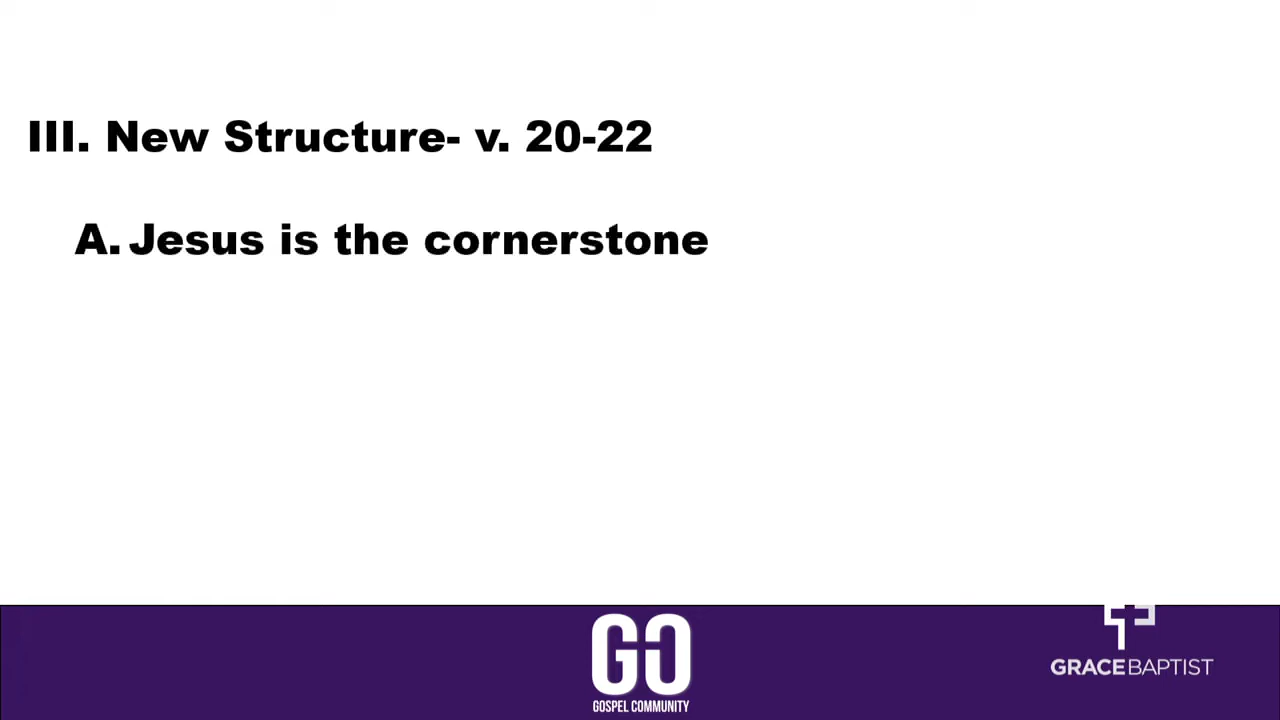 III. New Structure- v. 20-22
A. Jesus is the cornerstone
GO
GOSPEL COMMUNITY
GRACEBAPTIST